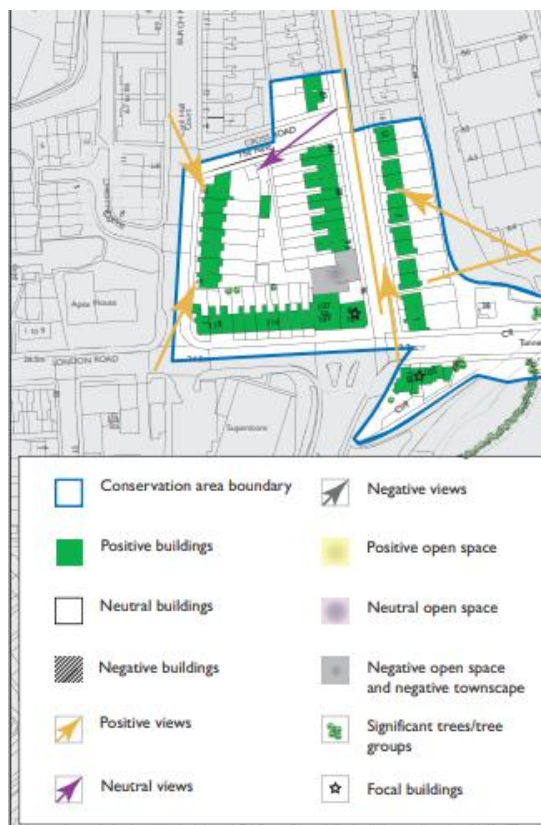 CROSS ROAD
Apex House
1 to 9
LONDON ROAD
Superstore
38
CR
Conservation area boundary
Positive buildings
Neutral buildings
Negative buildings
Positive views
Neutral views
Negative views
Positive open space
Neutral open space
Negative open space
and negative townscape
Significant trees/tree
groups
Focal buildings